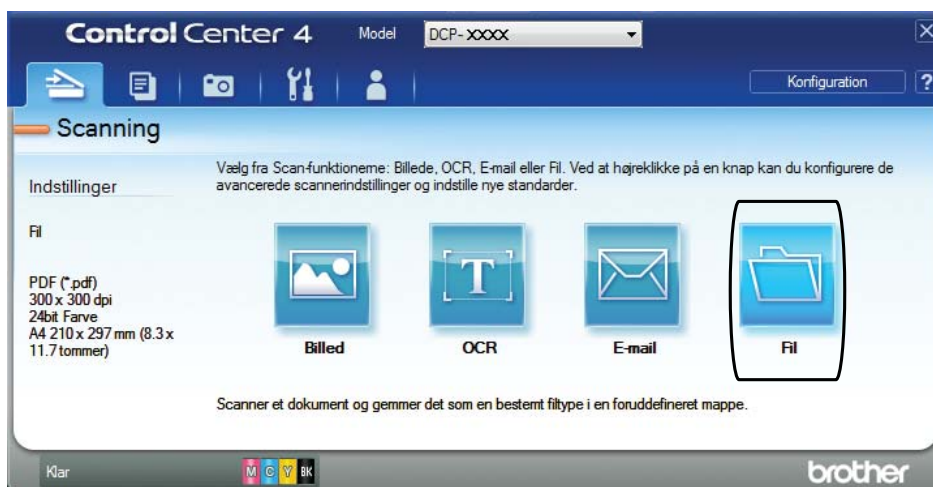 Control Center 4
Model
DCP-XXXX
X
Konfiguration
?
Scanning
Indstillinger
Fil
PDF (*.pdf)
300 x 300 dpi
24bit Farve
A4 210 x 297 mm (8.3 x
11.7 tommer)
Vælg fra Scan-funktionerne: Billede, OCR, E-mail eller Fil. Ved at højreklikke på en knap kan du konfigurere de
avancerede scannerindstillinger og indstille nye standarder.
T
Billed
OCR
E-mail
Fil
Scanner et dokument og gemmer det som en bestemt filtype i en foruddefineret mappe.
Klar
M C Y BK
brother